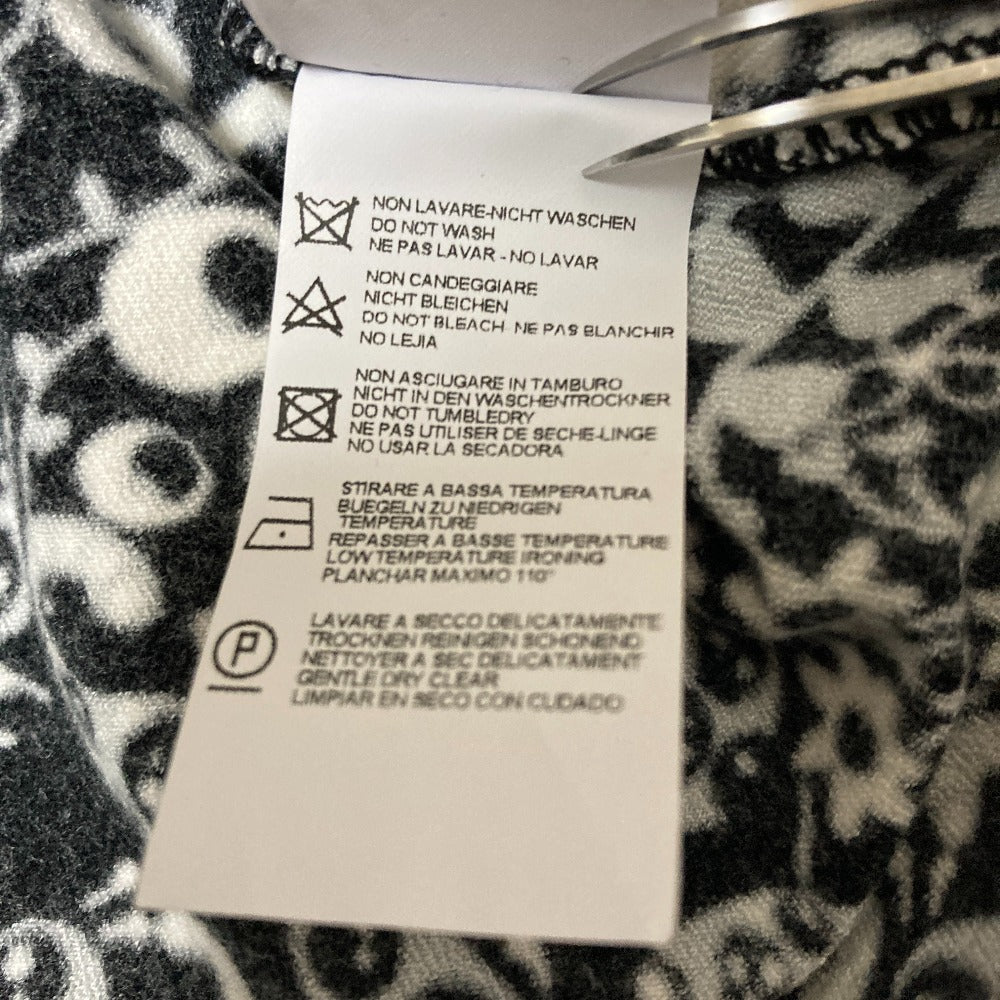 NON LAVARE-NICHT WASCHEN
DO NOT WASH
NE PAS LAVAR - NO LAVAR
NON CANDEGGIARE
NICHT BLEICHEN
DO NOT BLEACH NE PAS BLANCHIR
NO LEJIA
NON ASCIUGARE IN TAMBURO
NICHT IN DEN WASCHENTROCKNER
DO NOT TUMBLEDRY
NE PAS UTILISER DE SECHE-LINGE
NO USAR LA SECADORA
STIRARE A BASSA TEMPERATURA
BUEGELN ZU NIEDRIGEN
TEMPERATURE
REPASSER A BASSE TEMPERATURE
LOW TEMPERATURE IRONING
PLANCHAR MAXIMO 110°
P
LAVARE A SECCO DELICATAMENTE
TROCKNEN REINIGEN SCHONEND
NETTOYER A SEC DELICATAMENT
GENTLE DRY CLEAR
LIMPIAR EN SECO CON CUIDADO